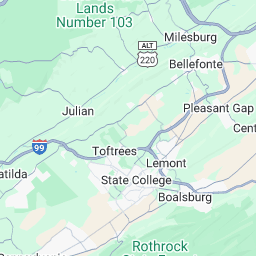 Lands
Number 103
Milesburg
ALT
220
Bellefonte
Julian
Pleasant Gap
Cent
99
Toftrees
Lemont
atilda
State College
Boalsburg
Rothrock